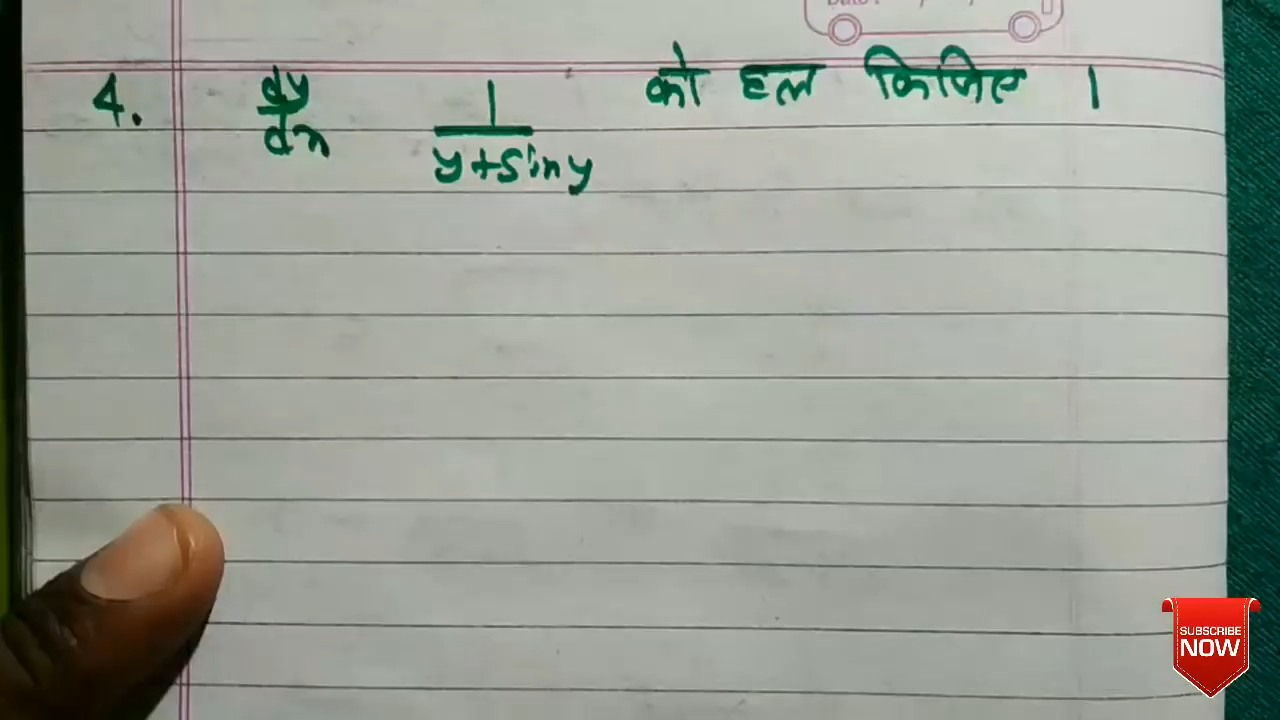 4. dy/dx 1/(y+siny) को हल किजिए ।
SUBSCRIBE
NOW